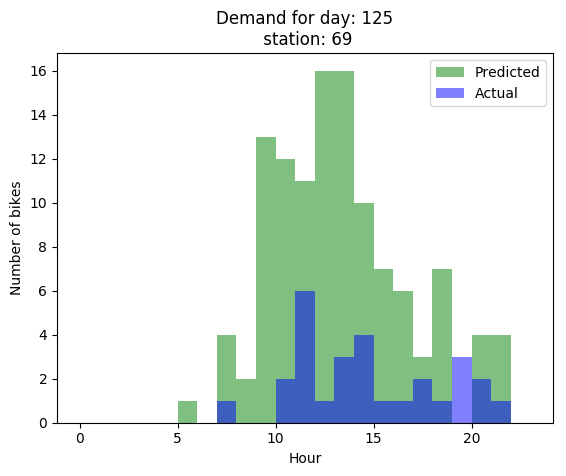 Demand for day: 125
station: 69
16
14
12
10
8
6
4
2
0
Number of bikes
Predicted
Actual
0 5 10 15 20
Hour